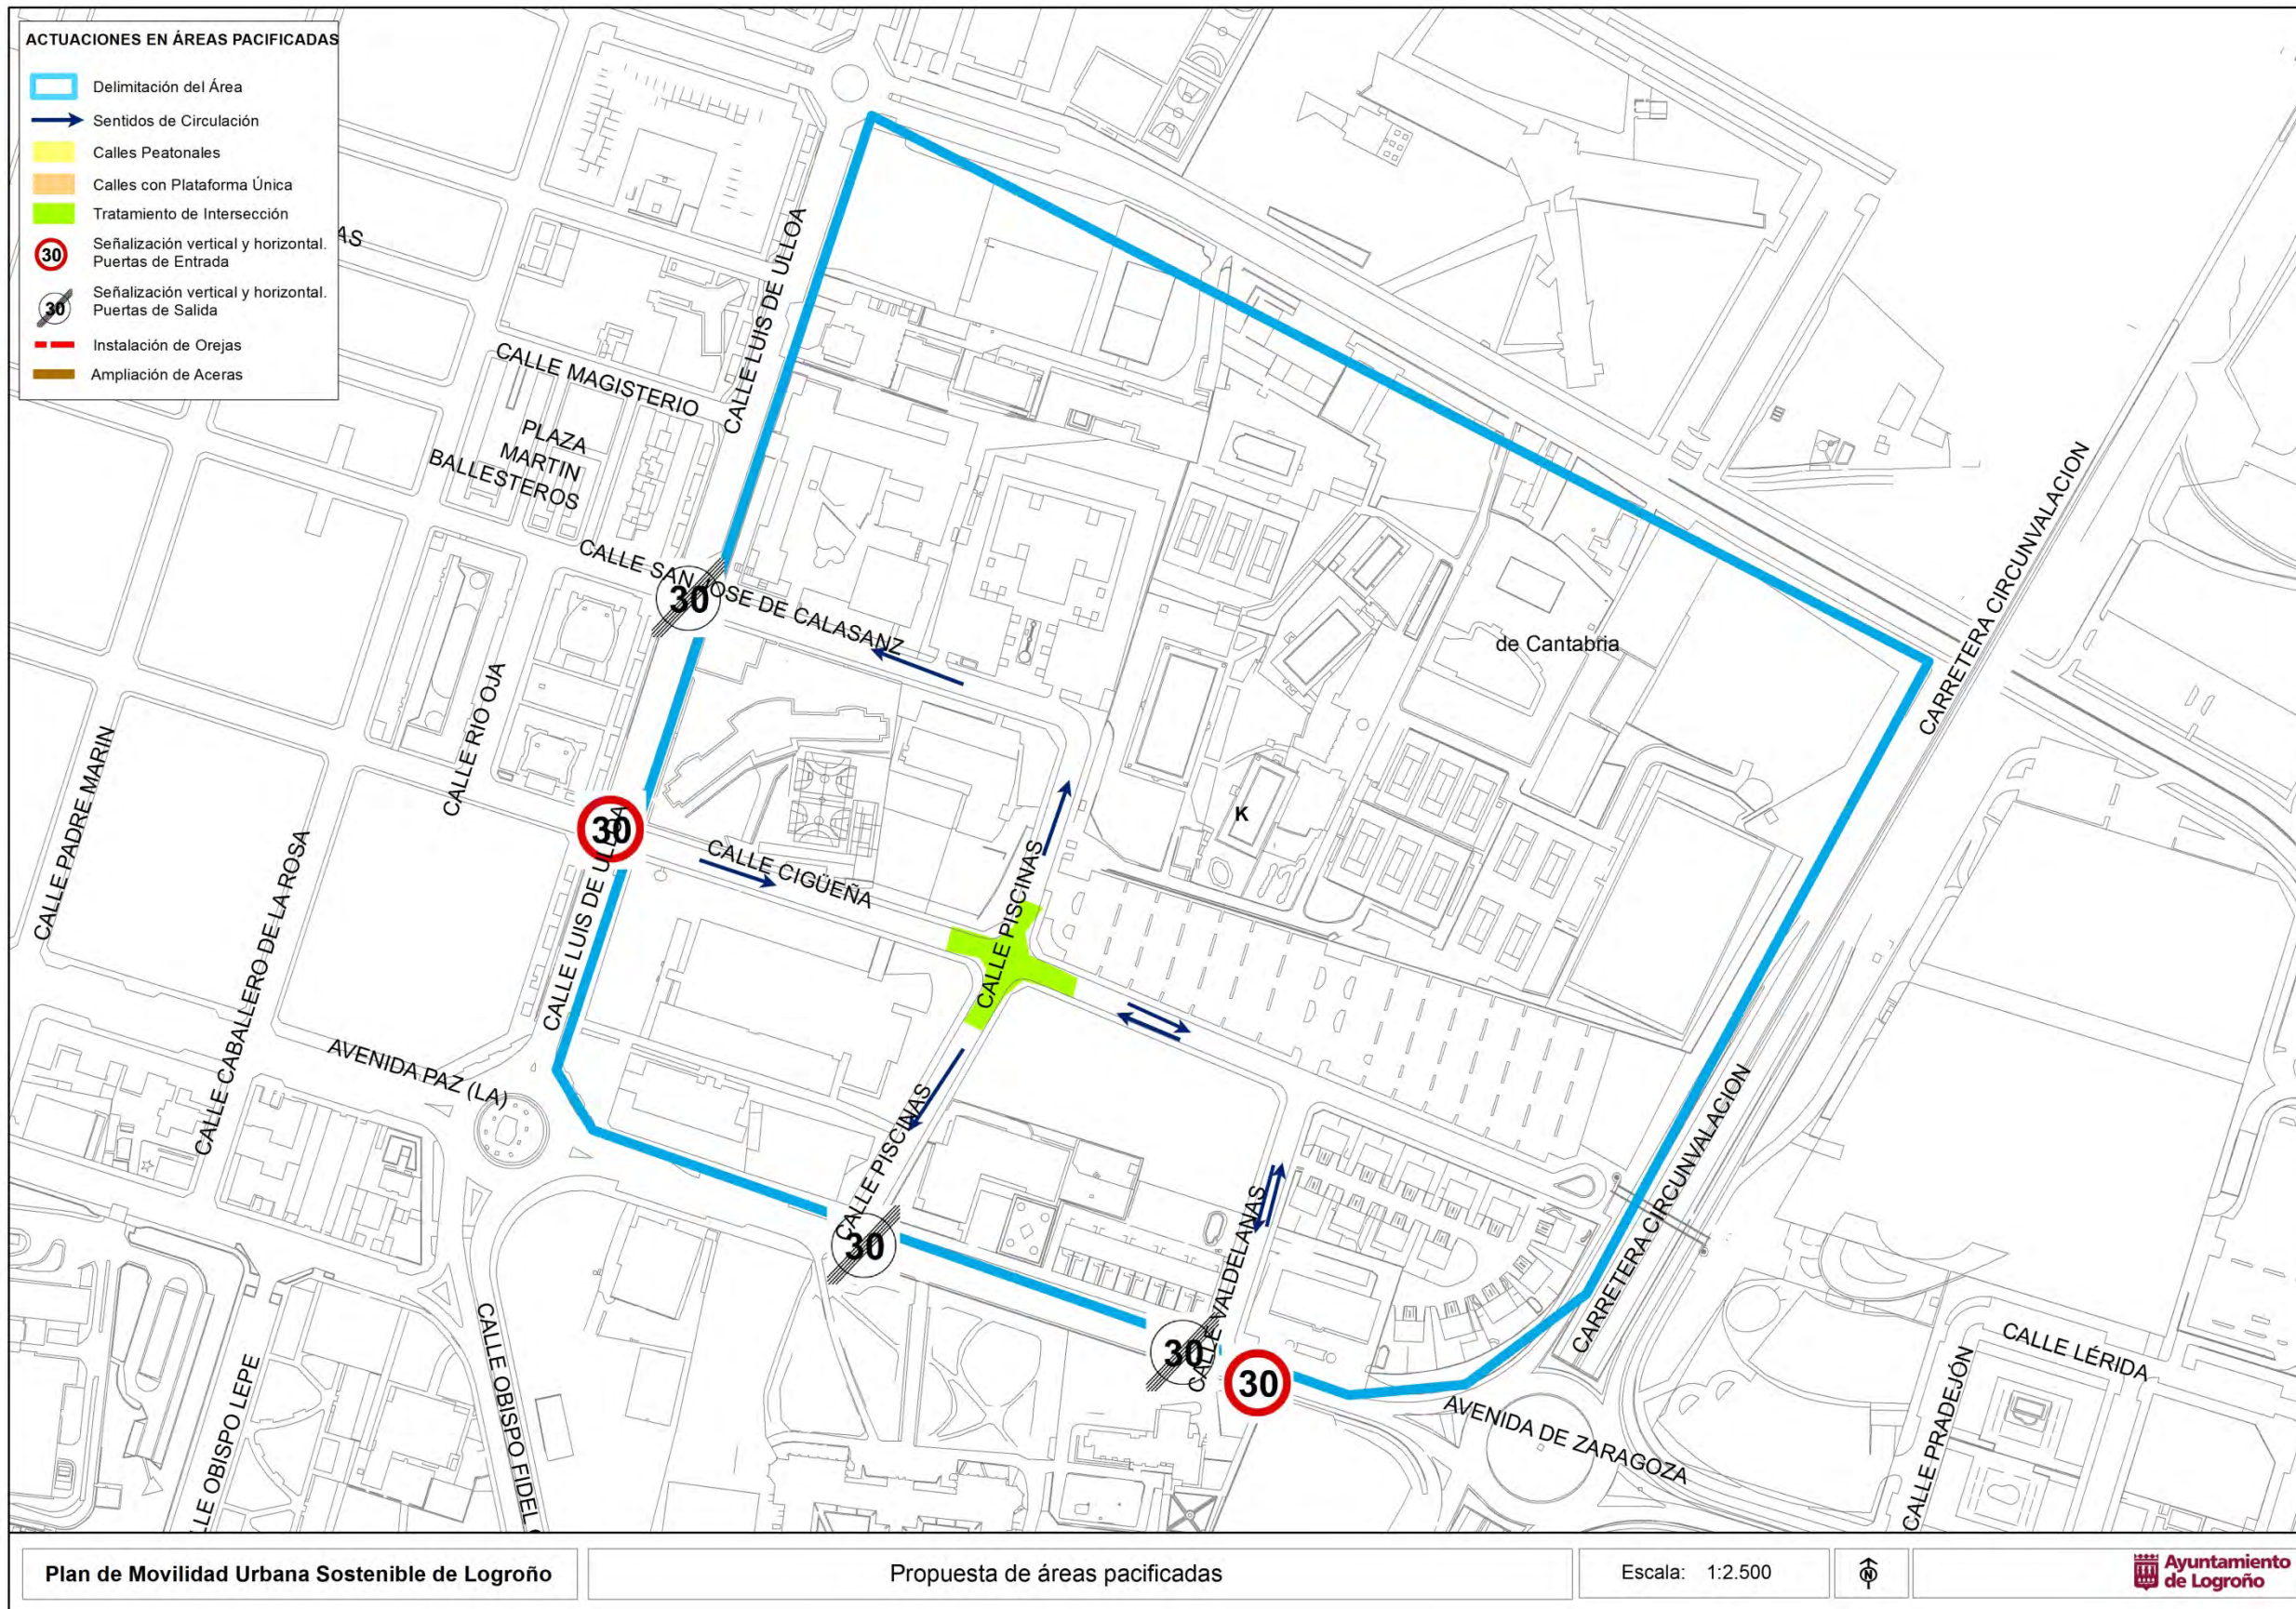 ACTUACIONES EN ÁREAS PACIFICADAS
Delimitación del Área
Sentidos de Circulación
Calles Peatonales
Calles con Plataforma Única
Tratamiento de Intersección
30
Señalización vertical y horizontal.
Puertas de Entrada
30
Señalización vertical y horizontal.
Puertas de Salida
Instalación de Orejas
Ampliación de Aceras
AS
CALLE LUIS DE ULLOA
CALLE MAGISTERIO
PLAZA
MARTIN
BALLESTEROS
CALLE SAN JOSE DE CALASANZ
30
de Cantabria
CARRETERA CIRCUNVALACION
CALLE RIO OJA
CALLE PADRE MARIN
30
K
CALLE CIGÜEÑA
CALLE PISCINAS
CALLE CABALLERO DE LA ROSA
CALLE LUIS DE ULLOA
AVENIDA PAZ (LA)
CALLE PISCINAS
30
CALLE VALDELANAS
30
30
CARRETERA CIRCUNVALACION
AVENIDA DE ZARAGOZA
CALLE LÉRIDA
CALLE PRADEJÓN
CALLE OBISPO FIDEL
LLE OBISPO LEPE
Plan de Movilidad Urbana Sostenible de Logroño
Propuesta de áreas pacificadas
Escala: 1:2.500
N
Ayuntamiento
de Logroño